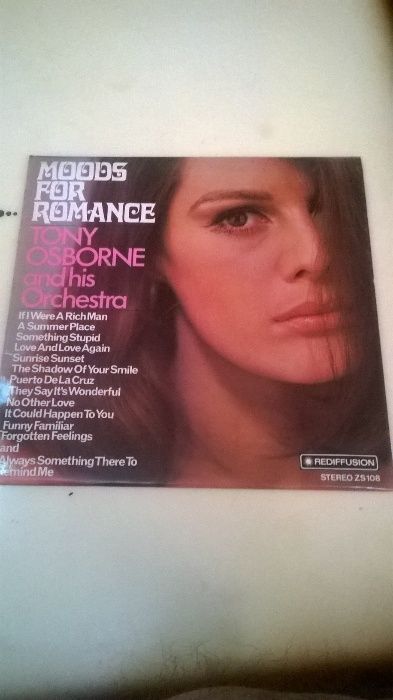 MOODS
FOR
ROMANCE
TONY
OSBORNE
and his
Orchestra
If I Were A Rich Man
A Summer Place
Something Stupid
Love And Love Again
Sunrise Sunset
The Shadow Of Your Smile
Puerto De La Cruz
They Say It's Wonderful
No Other Love
It Could Happen To You
Funny Familiar
Forgotten Feelings
and
Always Something There To
Remind Me
REDIFFUSION
STEREO ZS108